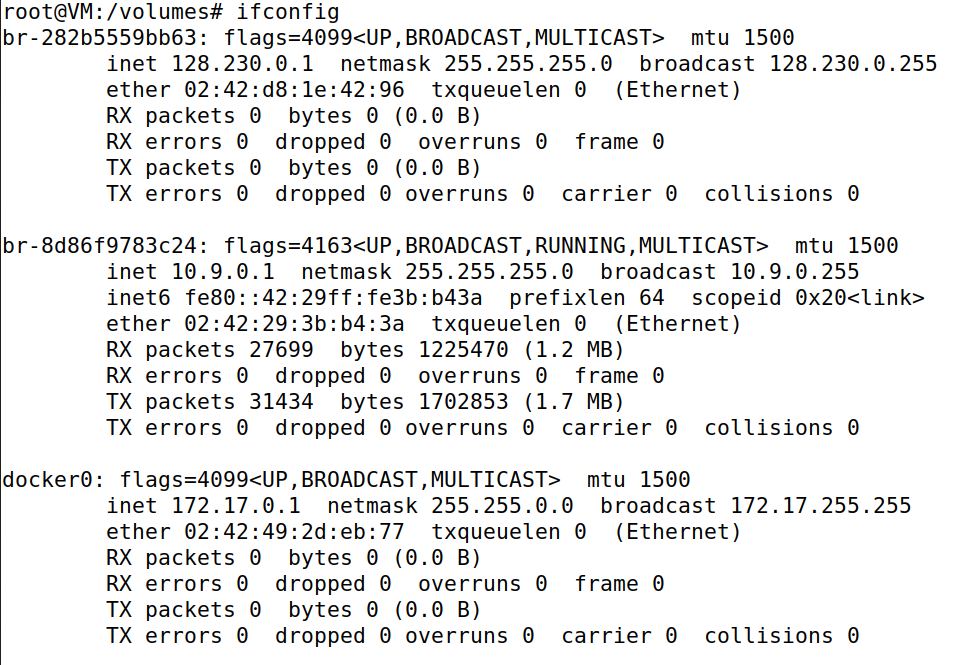 root@VM:/volumes# ifconfig
br-282b5559bb63: flags=4099<UP,BROADCAST,MULTICAST>  mtu 1500
        inet 128.230.0.1  netmask 255.255.255.0  broadcast 128.230.0.255
        ether 02:42:d8:1e:42:96  txqueuelen 0  (Ethernet)
        RX packets 0  bytes 0 (0.0 B)
        RX errors 0  dropped 0  overruns 0  frame 0
        TX packets 0  bytes 0 (0.0 B)
        TX errors 0  dropped 0 overruns 0  carrier 0  collisions 0

br-8d86f9783c24: flags=4163<UP,BROADCAST,RUNNING,MULTICAST>  mtu 1500
        inet 10.9.0.1  netmask 255.255.255.0  broadcast 10.9.0.255
        inet6 fe80::42:29ff:fe3b:b43a  prefixlen 64  scopeid 0x20<link>
        ether 02:42:29:3b:b4:3a  txqueuelen 0  (Ethernet)
        RX packets 27699  bytes 1225470 (1.2 MB)
        RX errors 0  dropped 0  overruns 0  frame 0
        TX packets 31434  bytes 1702853 (1.7 MB)
        TX errors 0  dropped 0 overruns 0  carrier 0  collisions 0

docker0: flags=4099<UP,BROADCAST,MULTICAST>  mtu 1500
        inet 172.17.0.1  netmask 255.255.0.0  broadcast 172.17.255.255
        ether 02:42:49:2d:eb:77  txqueuelen 0  (Ethernet)
        RX packets 0  bytes 0 (0.0 B)
        RX errors 0  dropped 0  overruns 0  frame 0
        TX packets 0  bytes 0 (0.0 B)
        TX errors 0  dropped 0 overruns 0  carrier 0  collisions 0